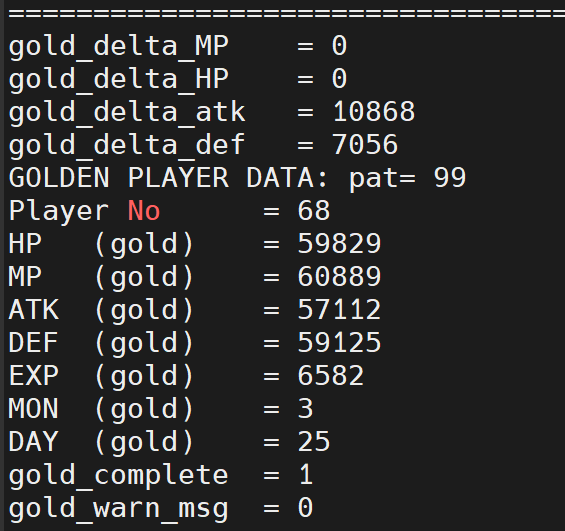 =================================
gold_delta_MP    = 0
gold_delta_HP    = 0
gold_delta_atk   = 10868
gold_delta_def   = 7056
GOLDEN PLAYER DATA: pat= 99
Player No      = 68
HP   (gold)    = 59829
MP   (gold)    = 60889
ATK  (gold)    = 57112
DEF  (gold)    = 59125
EXP  (gold)    = 6582
MON  (gold)    = 3
DAY  (gold)    = 25
gold_complete  = 1
gold_warn_msg  = 0